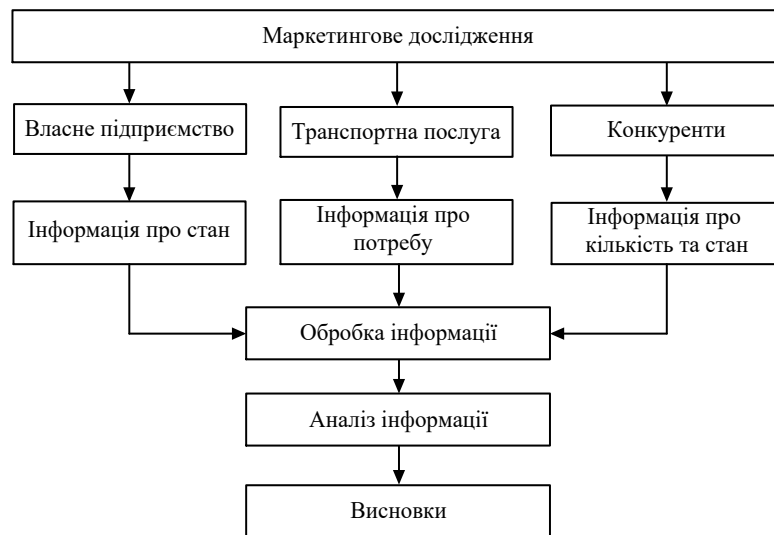 Маркетингове дослідження
Власне підприємство
Транспортна послуга
Конкуренти
Інформація про стан
Інформація про
потребу
Інформація про
кількість та стан
Обробка інформації
Аналіз інформації
Висновки